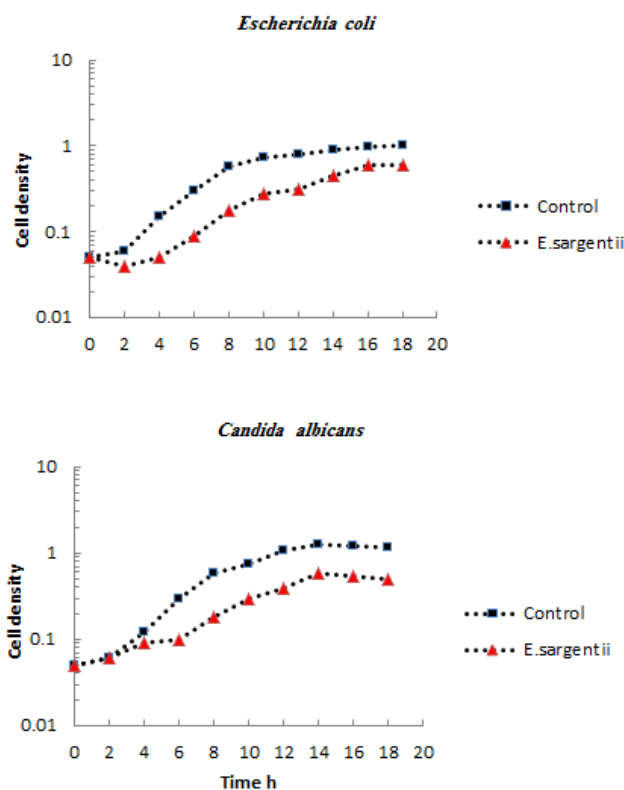 Escherichia coli
10
1
0.1
0.01
Cell density
0 2 4 6 8 10 12 14 16 18 20
Control
E.sargentii
Candida albicans
10
1
0.1
0.01
Cell density
0 2 4 6 8 10 12 14 16 18 20
Time h
Control
E.sargentii